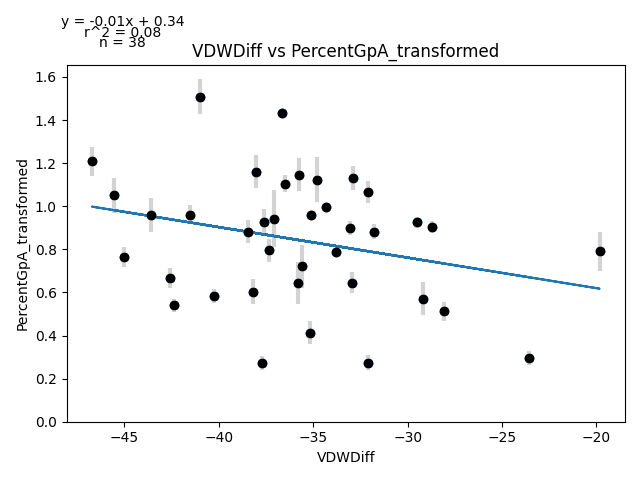 y = -0.01x + 0.34
r^2 = 0.08
n = 38
VDWDiff vs PercentGpA_transformed
PercentGpA_transformed
1.6
1.4
1.2
1.0
0.8
0.6
0.4
0.2
0.0
−45
−40
−35
−30
−25
−20
VDWDiff